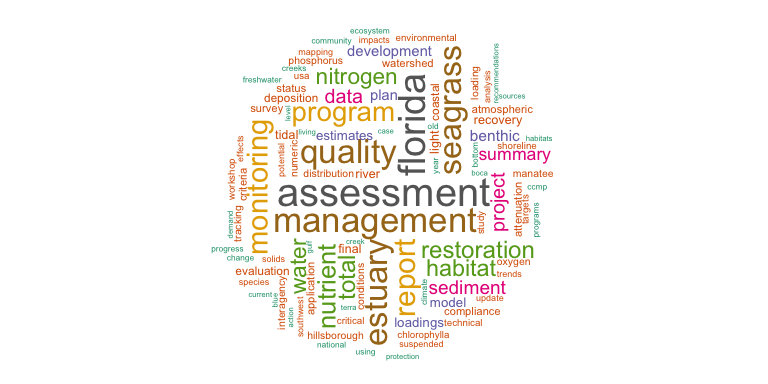 ecosystem
community
impacts
environmental
mapping
development
phosphorus
watershed
creeks
freshwater
usa
nitrogen
seagrass
recommendations
status
data
plan
florida
coastal
loading
analysis
sources
deposition
survey
level
program
atmospheric
recovery
old
light
monitoring
tidal
living
estimates
case
benthic
habitats
effects
numeric
potential
quality
bottom
shoreline
summary
workshop
criteria
distribution
river
year
boca
manatee
assessment
project
attenuation
targets
ccmp
programs
demand
tracking
management
study
progress
change
solids
water
gulf
creek
final
estuary
report
restoration
evaluation
nutrient
total
conditions
habitat
oxygen
trends
species
application
climate
sediment
current
blue
interagency
action
southwest
terra
model
update
critical
compliance
loadings
technical
hillsborough
chlorophylla
national
suspended
using
protection